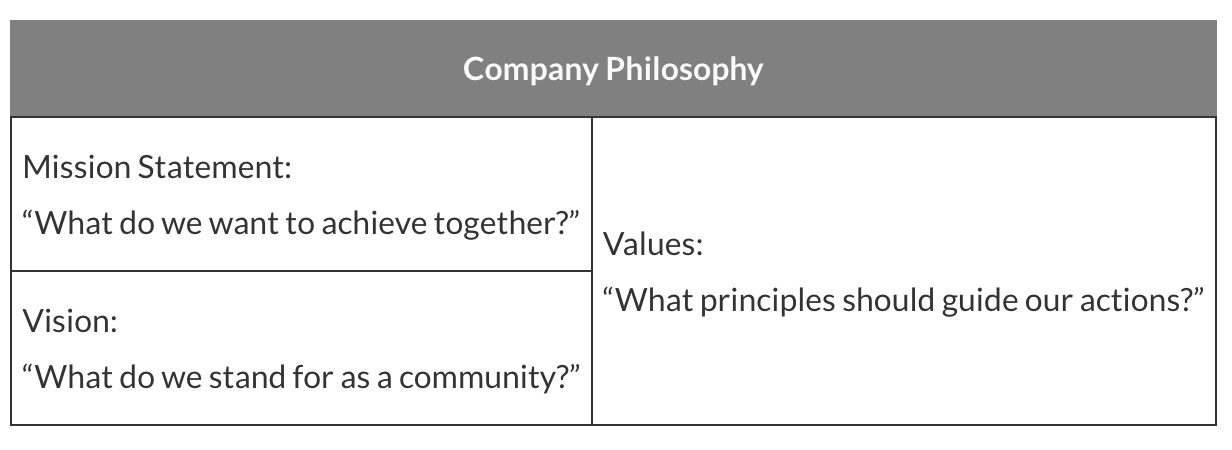 Company Philosophy
Mission Statement:
“What do we want to achieve together?”
Vision:
“What do we stand for as a community?”
Values:
“What principles should guide our actions?”